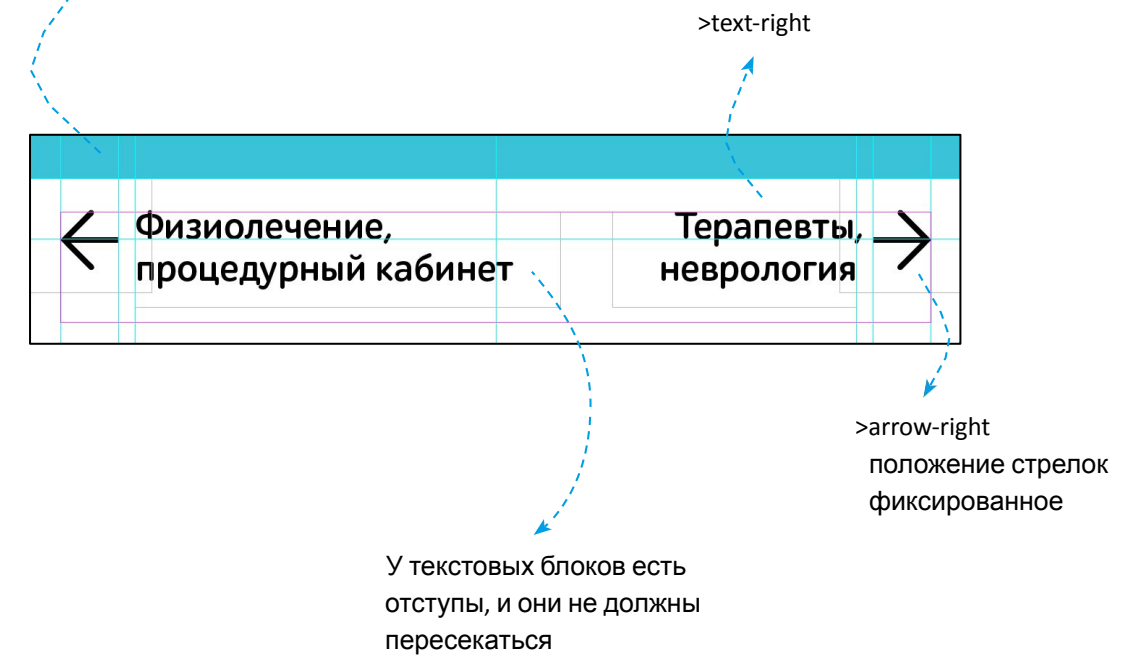 >text-right
Физиолечение,
процедурный кабинет
Терапевты,
неврология
>arrow-right
положение стрелок
фиксированное
У текстовых блоков есть
отступы, и они не должны
пересекаться